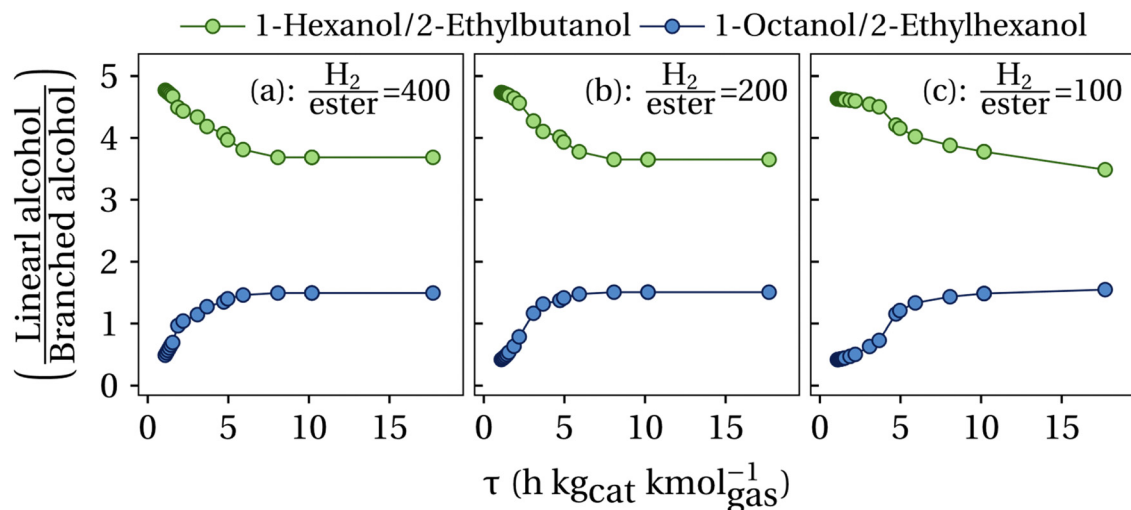 1-Hexanol/2-Ethylbutanol 1-Octanol/2-Ethylhexanol
(Linearl alcohol
Branched alcohol)
5
4
3
2
1
0
(a): H2/ester=400
(b): H2/ester=200
(c): H2/ester=100
0 5 10 15 0 5 10 15 0 5 10 15
τ (h kgcat kmol−1gas)